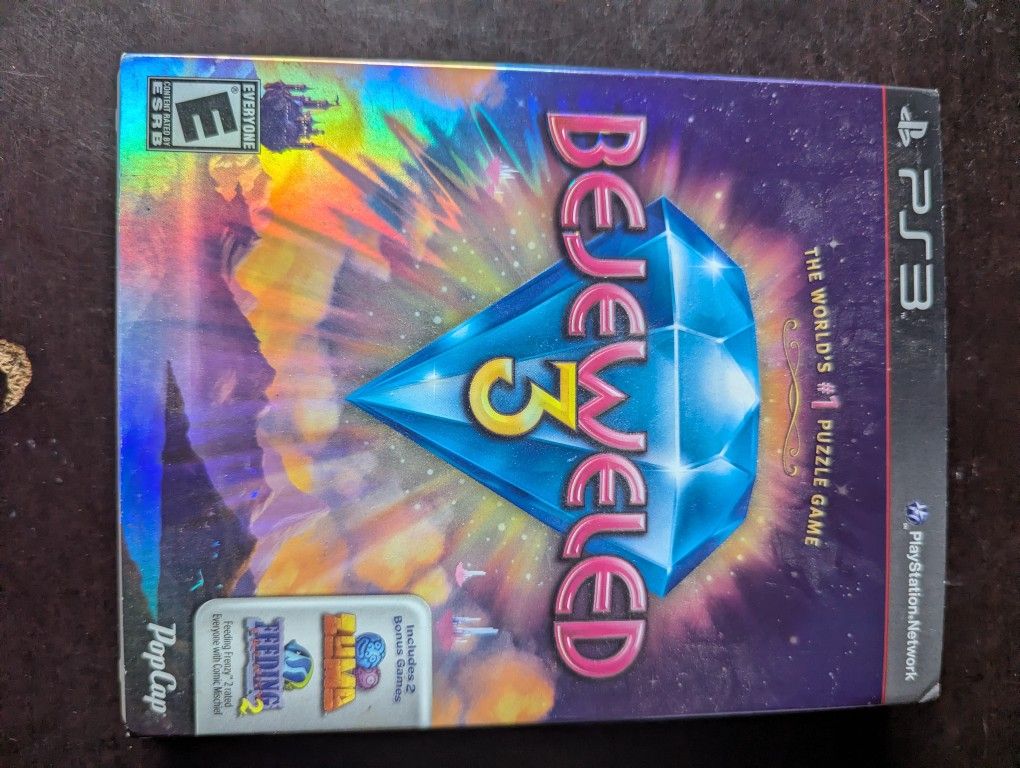 PS3
PlayStation.Network
THE WORLD'S #1 PUZZLE GAME
BEJEWELED
3
Includes 2
Bonus Games
ZUMA
FEEDING
FRENZY 2
Feeding Frenzy™ 2 rated
Everyone with Comic Mischief
EVERYONE
E
®
CONTENT RATED BY
ESRB
PopCap